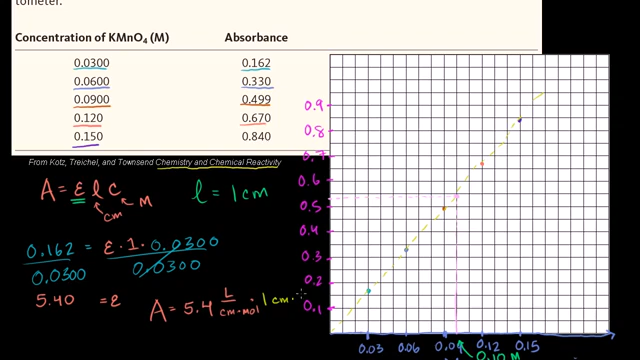 tometer.
Concentration of KMnO4 (M) Absorbance
0.0300 0.162
0.0600 0.330
0.0900 0.499
0.120 0.670
0.150 0.840
From Kotz, Treichel, and Townsend Chemistry and Chemical Reactivity
A = ε l c
cm M
l = 1 cm
0.162 = ε · 1 · 0.0300
0.0300 0.0300
5.40 = ε
A = 5.4 L/cm·mol · 1 cm ·
0.9
0.8
0.7
0.6
0.5
0.4
0.3
0.2
0.1
0.03 0.06 0.09 0.12 0.15
0.10 M